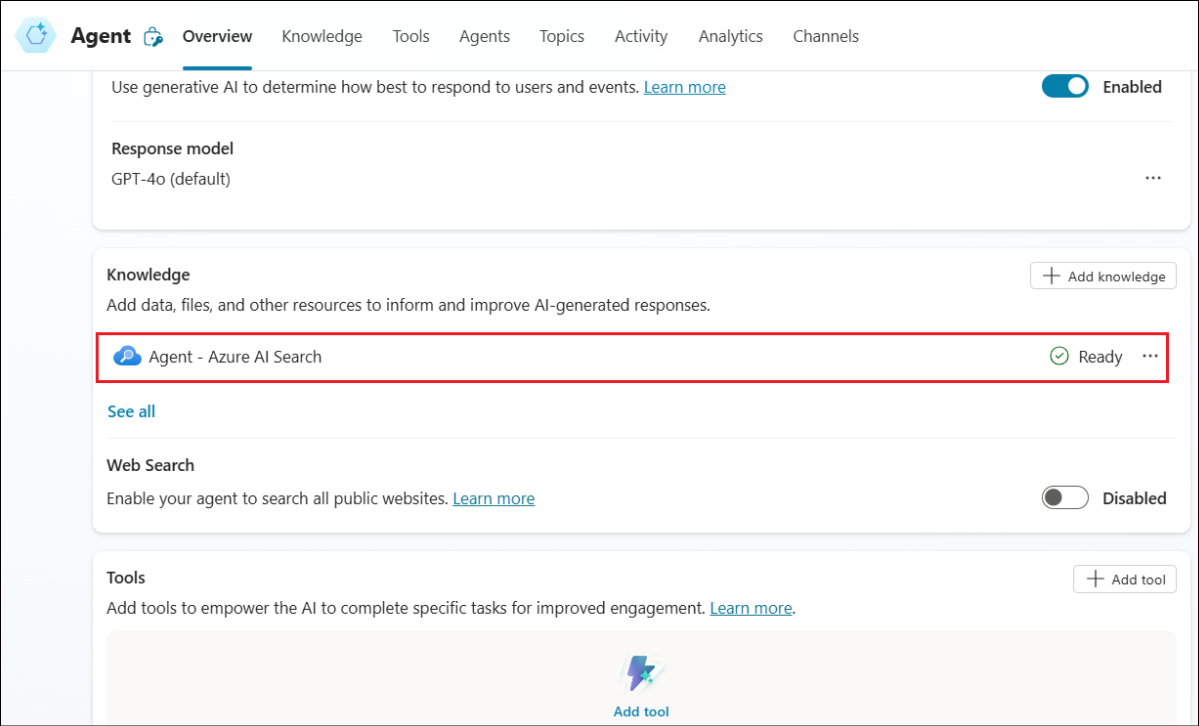 Agent Overview Knowledge Tools Agents Topics Activity Analytics Channels
Use generative AI to determine how best to respond to users and events. Learn more Enabled
Response model
GPT-4o (default)
Knowledge
Add knowledge
Add data, files, and other resources to inform and improve AI-generated responses.
Agent - Azure AI Search Ready
See all
Web Search
Enable your agent to search all public websites. Learn more Disabled
Tools
Add tool
Add tools to empower the AI to complete specific tasks for improved engagement. Learn more.
Add tool